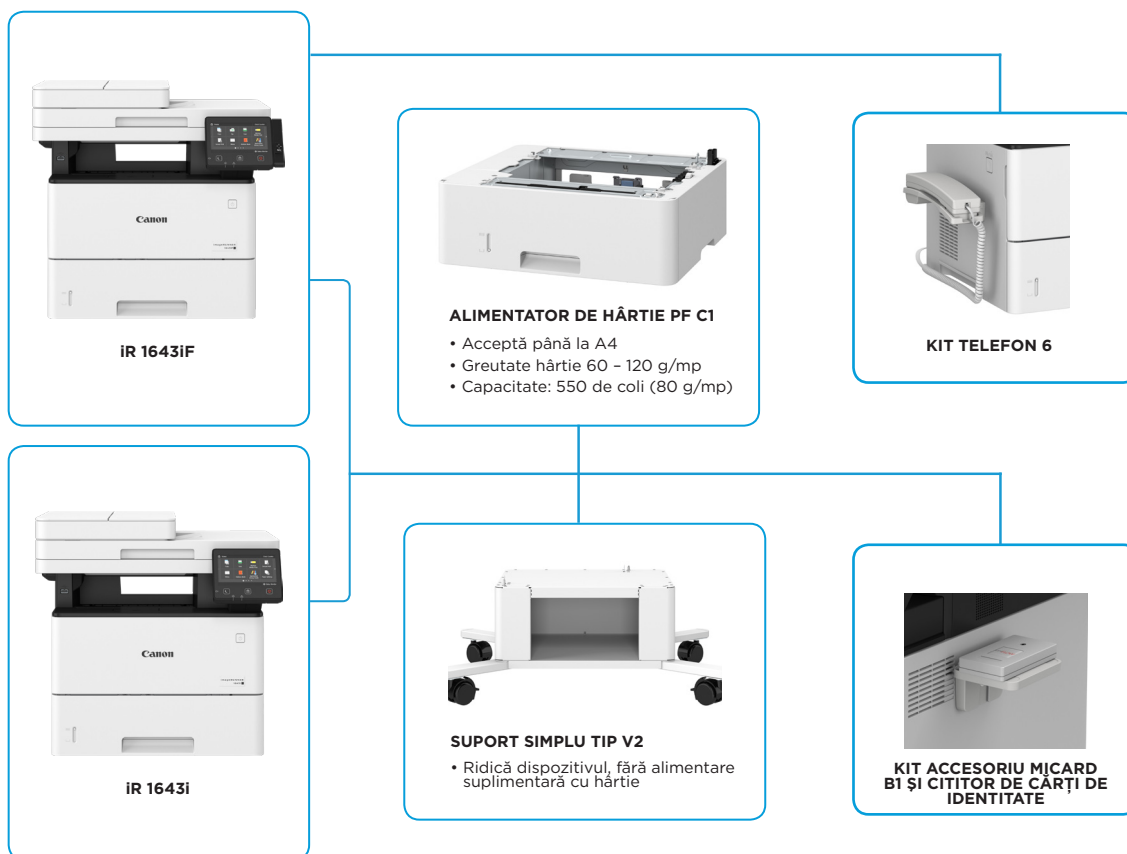 Canon
iR 1643iF
ALIMENTATOR DE HÂRTIE PF C1
• Acceptă până la A4
• Greutate hârtie 60 – 120 g/mp
• Capacitate: 550 de coli (80 g/mp)
KIT TELEFON 6
Canon
iR 1643i
SUPORT SIMPLU TIP V2
• Ridică dispozitivul, fără alimentare
suplimentară cu hârtie
KIT ACCESORIU MICARD
B1 ȘI CITITOR DE CĂRȚI DE
IDENTITATE